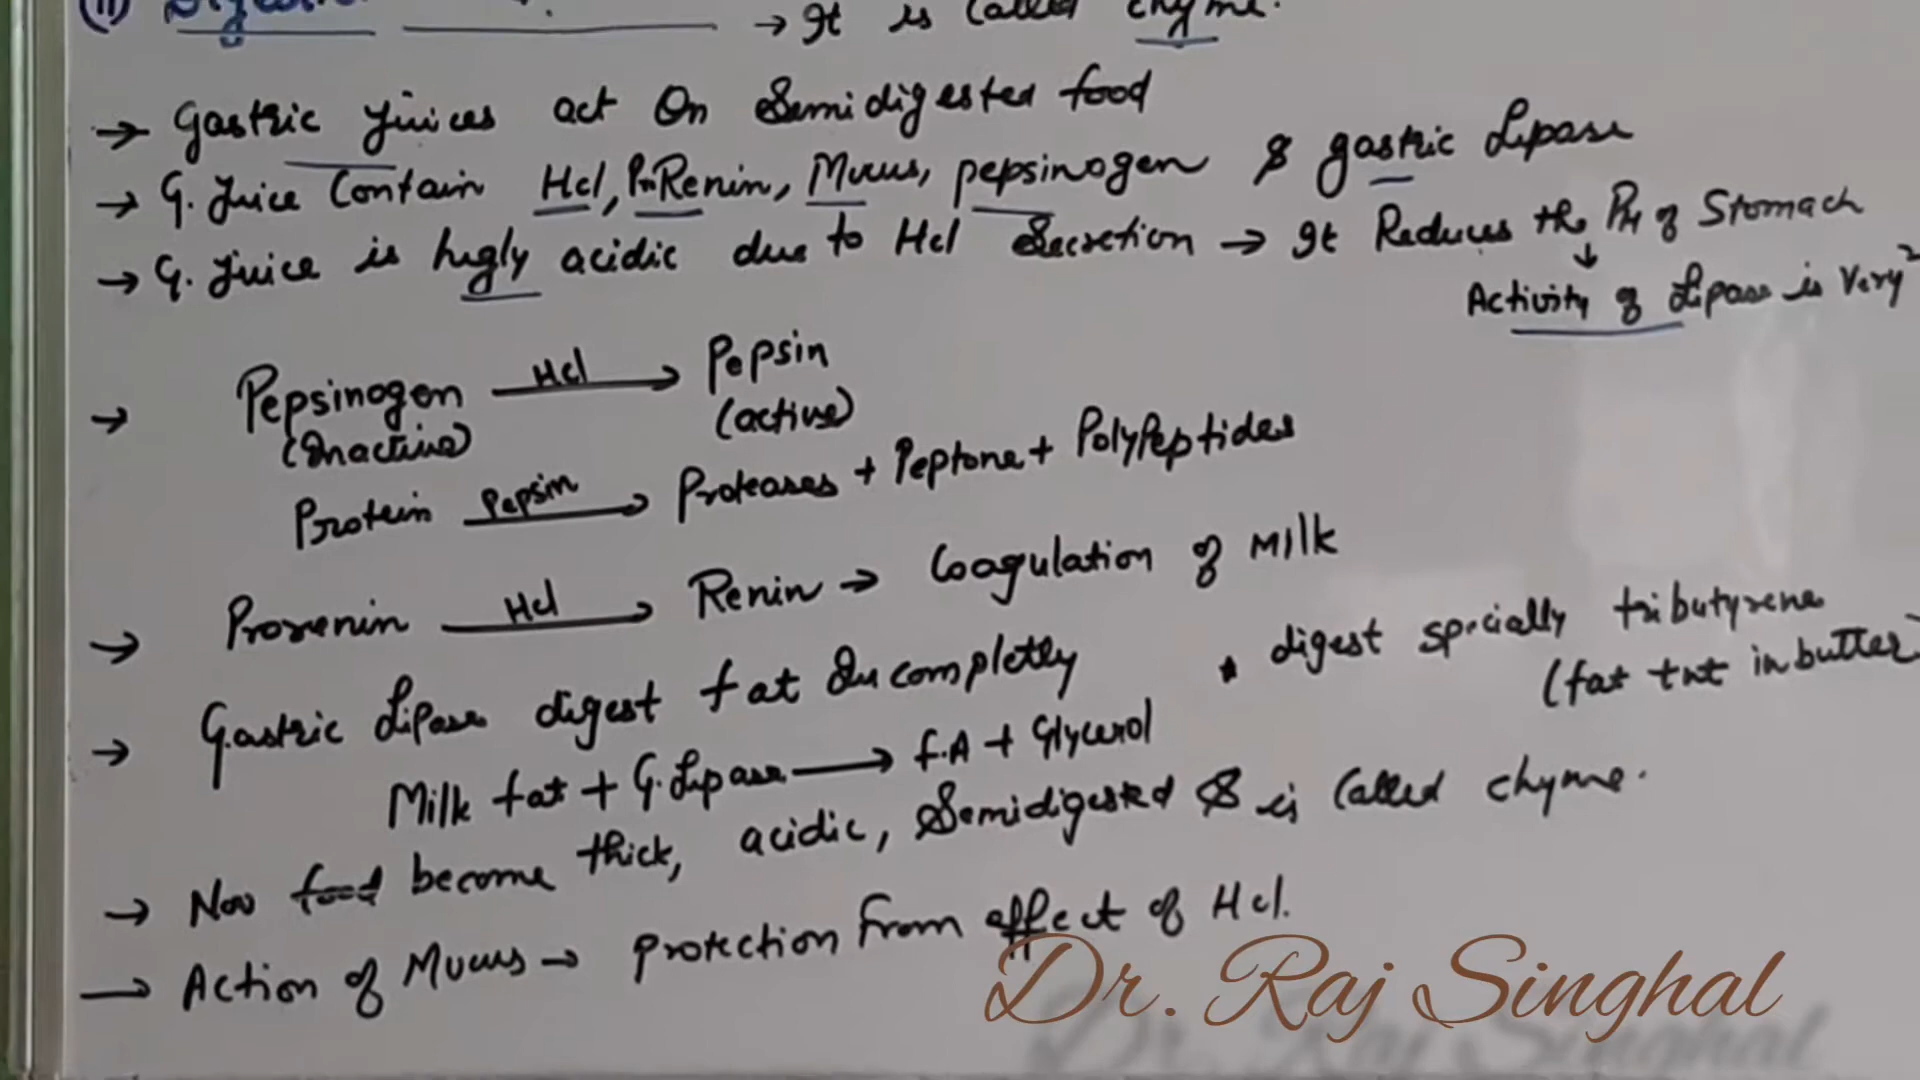 (ii) Digestion
→ It is called chyme.
→ Gastric Juices act On Semidigested food
→ G. Juice Contain Hcl, ProRenin, Mucus, pepsinogen & gastric Lipase
→ G. Juice is higly acidic due to Hcl Secretion → It Reduces the PH of Stomach
↓
Activity of Lipase is Very
→ Pepsinogen —Hcl→ Pepsin
(Inactive) (active)
Protein —Pepsin→ Proteases + Peptone + Polypeptides
→ Prorenin —Hcl→ Renin → Coagulation of Milk
→ Gastric Lipase digest fat Incompletly • digest specially tributyrene
(fat tnt in butter)
Milk fat + G. Lipase → F.A + Glycerol
→ Now food become thick, acidic, Semidigested & is Called chyme.
→ Action of Mucus → protection From affect of Hcl.
Dr. Raj Singhal